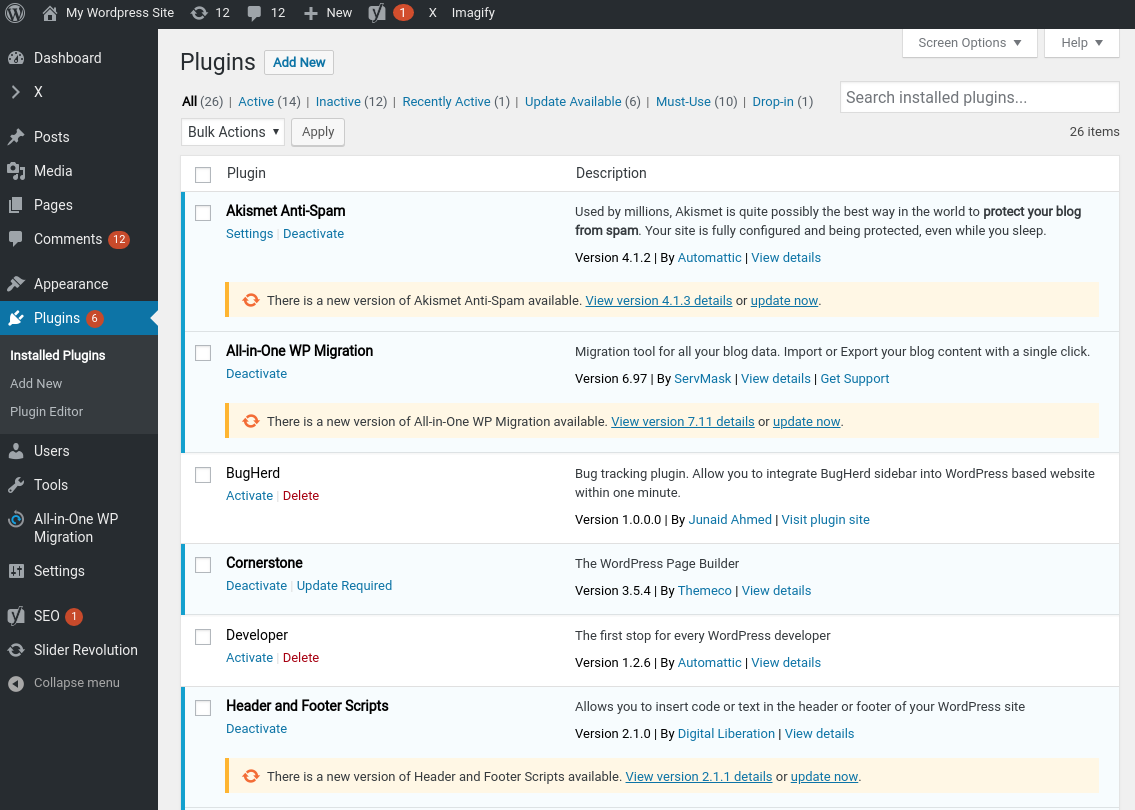 My Wordpress Site 12 12 New 1 X Imagify
Screen Options ▼ Help ▼
Dashboard
X
Posts
Media
Pages
Comments 12
Appearance
Plugins 6
Installed Plugins
Add New
Plugin Editor
Users
Tools
All-in-One WP
Migration
Settings
SEO 1
Slider Revolution
Collapse menu
Plugins Add New
All (26) | Active (14) | Inactive (12) | Recently Active (1) | Update Available (6) | Must-Use (10) | Drop-in (1)
Search installed plugins...
Bulk Actions ▼ Apply
26 items
Plugin Description
Akismet Anti-Spam
Settings | Deactivate
Used by millions, Akismet is quite possibly the best way in the world to protect your blog
from spam. Your site is fully configured and being protected, even while you sleep.
Version 4.1.2 | By Automattic | View details
There is a new version of Akismet Anti-Spam available. View version 4.1.3 details or update now.
All-in-One WP Migration
Deactivate
Migration tool for all your blog data. Import or Export your blog content with a single click.
Version 6.97 | By ServMask | View details | Get Support
There is a new version of All-in-One WP Migration available. View version 7.11 details or update now.
BugHerd
Activate | Delete
Bug tracking plugin. Allow you to integrate BugHerd sidebar into WordPress based website
within one minute.
Version 1.0.0.0 | By Junaid Ahmed | Visit plugin site
Cornerstone
Deactivate | Update Required
The WordPress Page Builder
Version 3.5.4 | By Themeco | View details
Developer
Activate | Delete
The first stop for every WordPress developer
Version 1.2.6 | By Automattic | View details
Header and Footer Scripts
Deactivate
Allows you to insert code or text in the header or footer of your WordPress site
Version 2.1.0 | By Digital Liberation | View details
There is a new version of Header and Footer Scripts available. View version 2.1.1 details or update now.